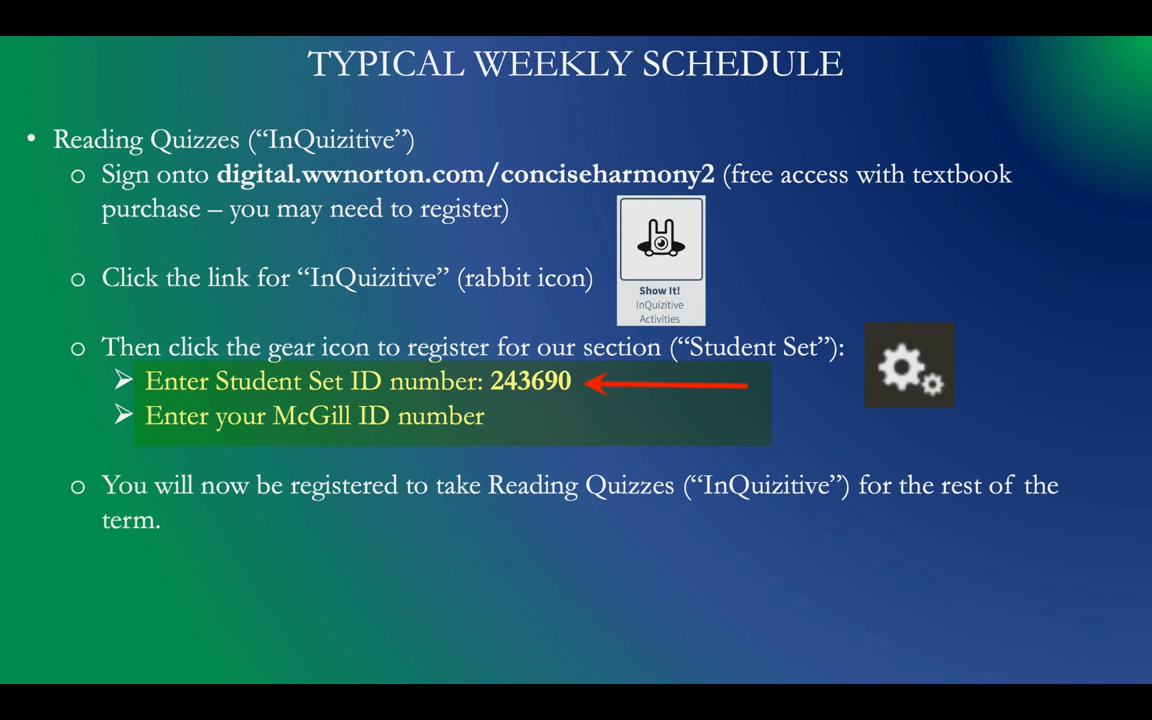 TYPICAL WEEKLY SCHEDULE
• Reading Quizzes (“InQuizitive”)
o Sign onto digital.wwnorton.com/conciseharmony2 (free access with textbook
purchase – you may need to register)
o Click the link for “InQuizitive” (rabbit icon)
Show It!
InQuizitive
Activities
o Then click the gear icon to register for our section (“Student Set”):
➢ Enter Student Set ID number: 243690
➢ Enter your McGill ID number
o You will now be registered to take Reading Quizzes (“InQuizitive”) for the rest of the
term.